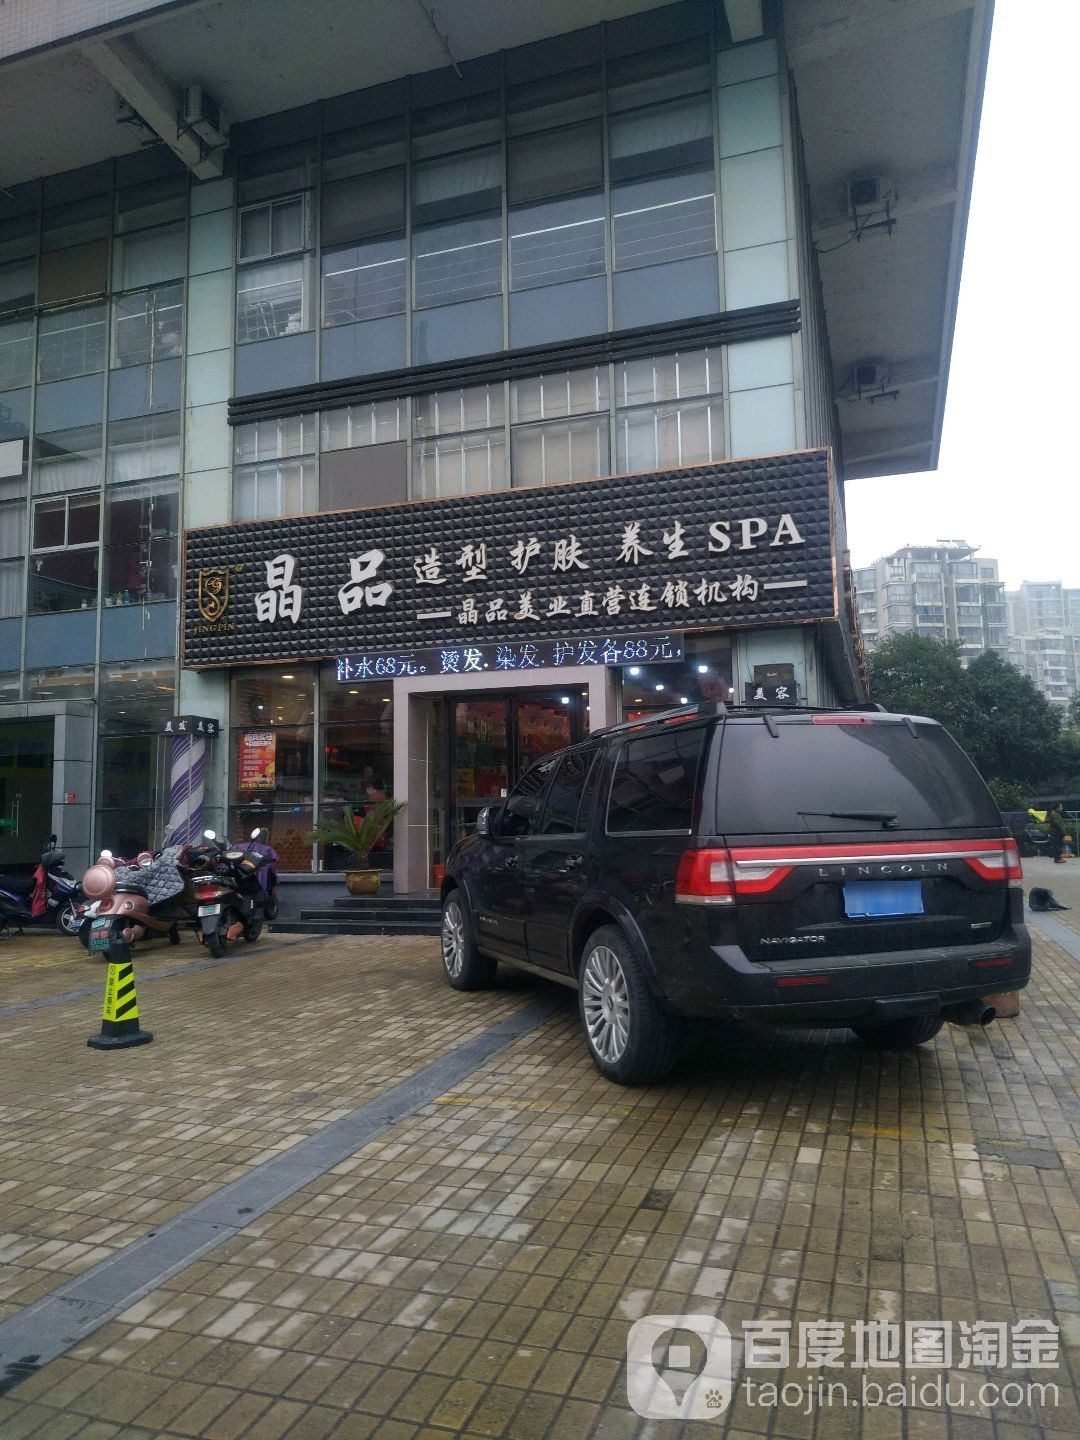 晶品 造型 护肤 养生SPA
JING PIN
晶品美业直营连锁机构
补水68元。烫发.染发.护发各88元,
美容
美发 美容
LINCOLN
NAVIGATOR
百度地图淘金
taojin.baidu.com